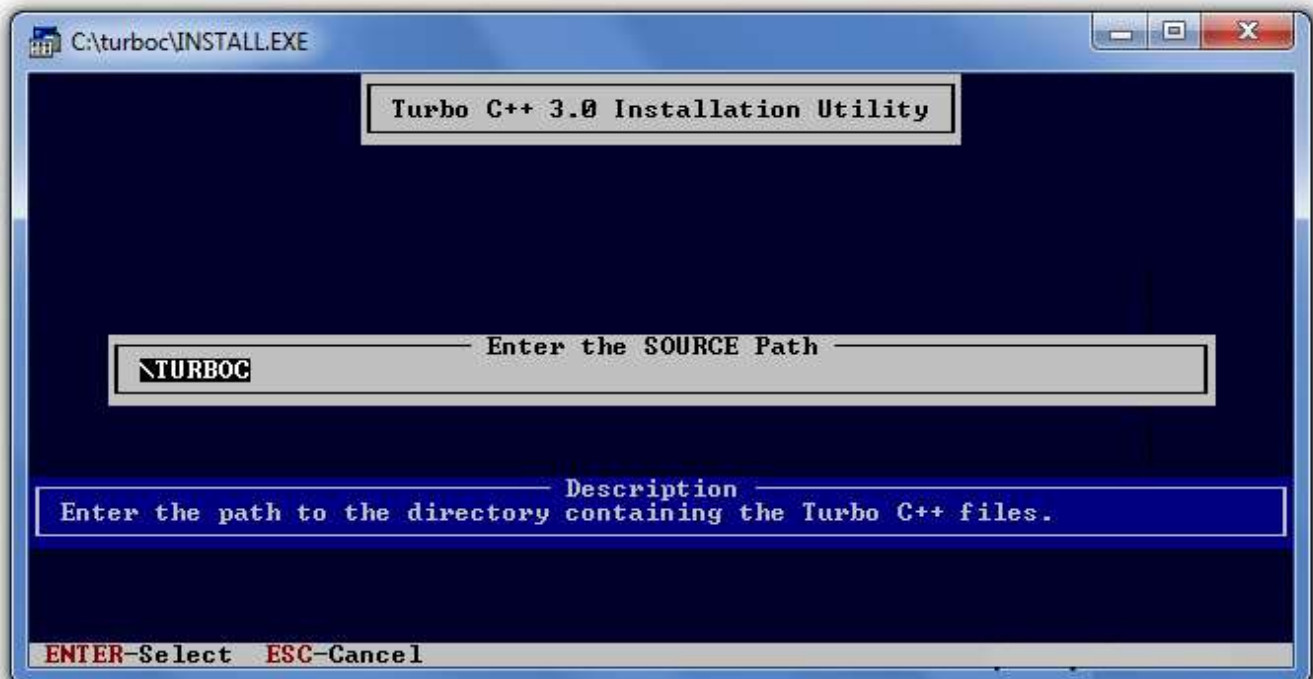 C:\turboc\INSTALL.EXE
Turbo C++ 3.0 Installation Utility
Enter the SOURCE Path
\TURBOC
Description
Enter the path to the directory containing the Turbo C++ files.
ENTER-Select ESC-Cancel